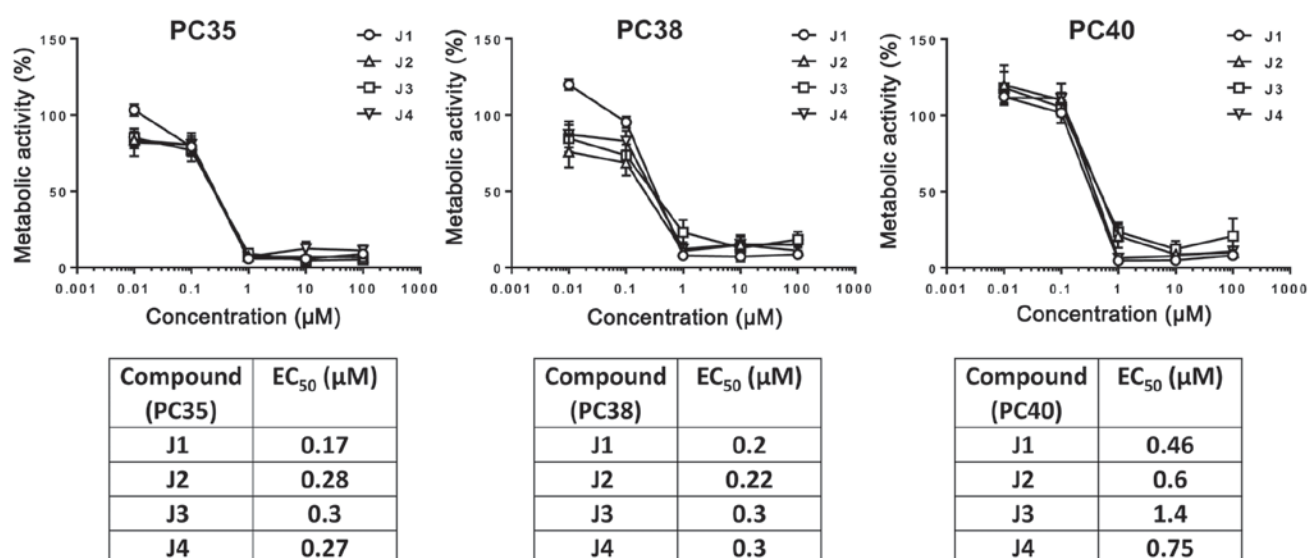 PC35
Metabolic activity (%)
150
100
50
0
0.001 0.01 0.1 1 10 100 1000
Concentration (µM)
J1
J2
J3
J4
PC38
Metabolic activity (%)
150
100
50
0
0.001 0.01 0.1 1 10 100 1000
Concentration (µM)
J1
J2
J3
J4
PC40
Metabolic activity (%)
150
100
50
0
0.001 0.01 0.1 1 10 100 1000
Concentration (µM)
J1
J2
J3
J4
Compound EC50 (µM)
(PC35)
J1 0.17
J2 0.28
J3 0.3
J4 0.27
Compound EC50 (µM)
(PC38)
J1 0.2
J2 0.22
J3 0.3
J4 0.3
Compound EC50 (µM)
(PC40)
J1 0.46
J2 0.6
J3 1.4
J4 0.75